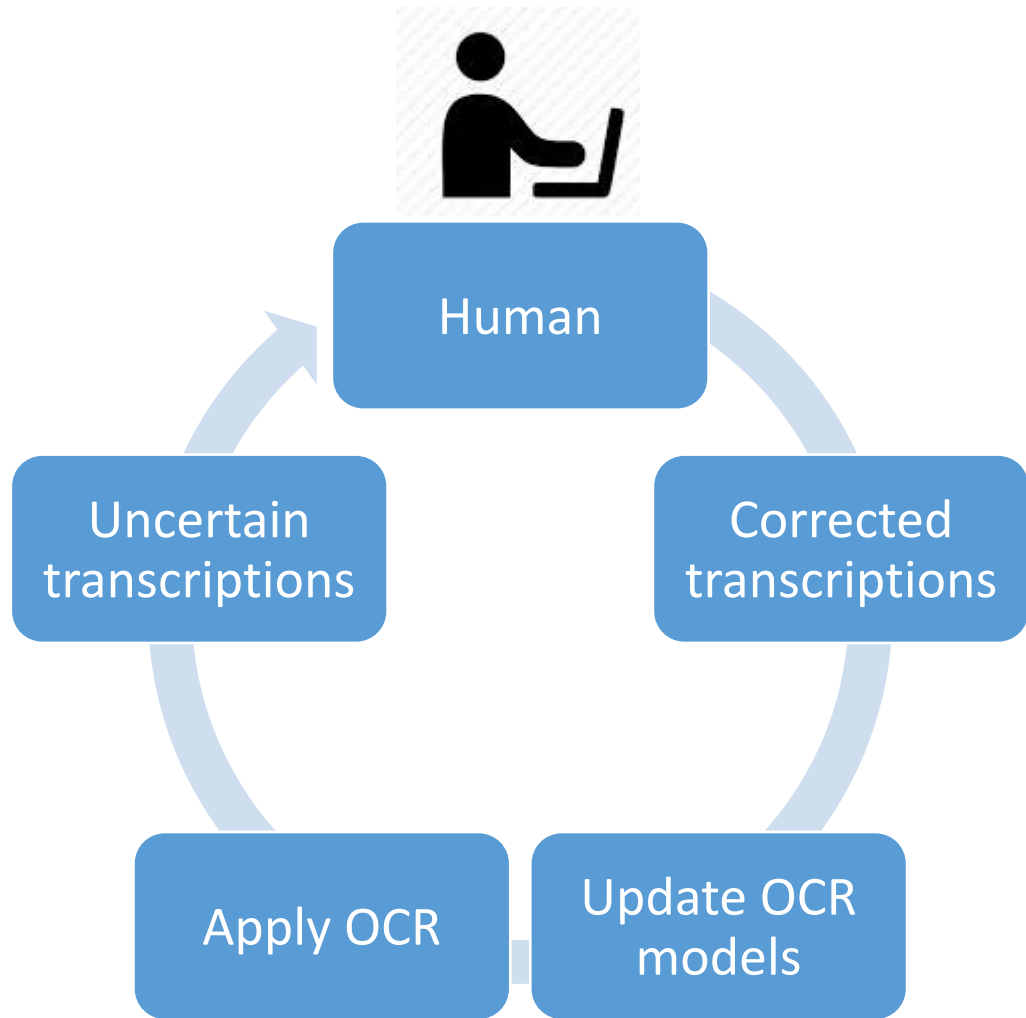 Human
Uncertain
transcriptions
Corrected
transcriptions
Apply OCR
Update OCR
models